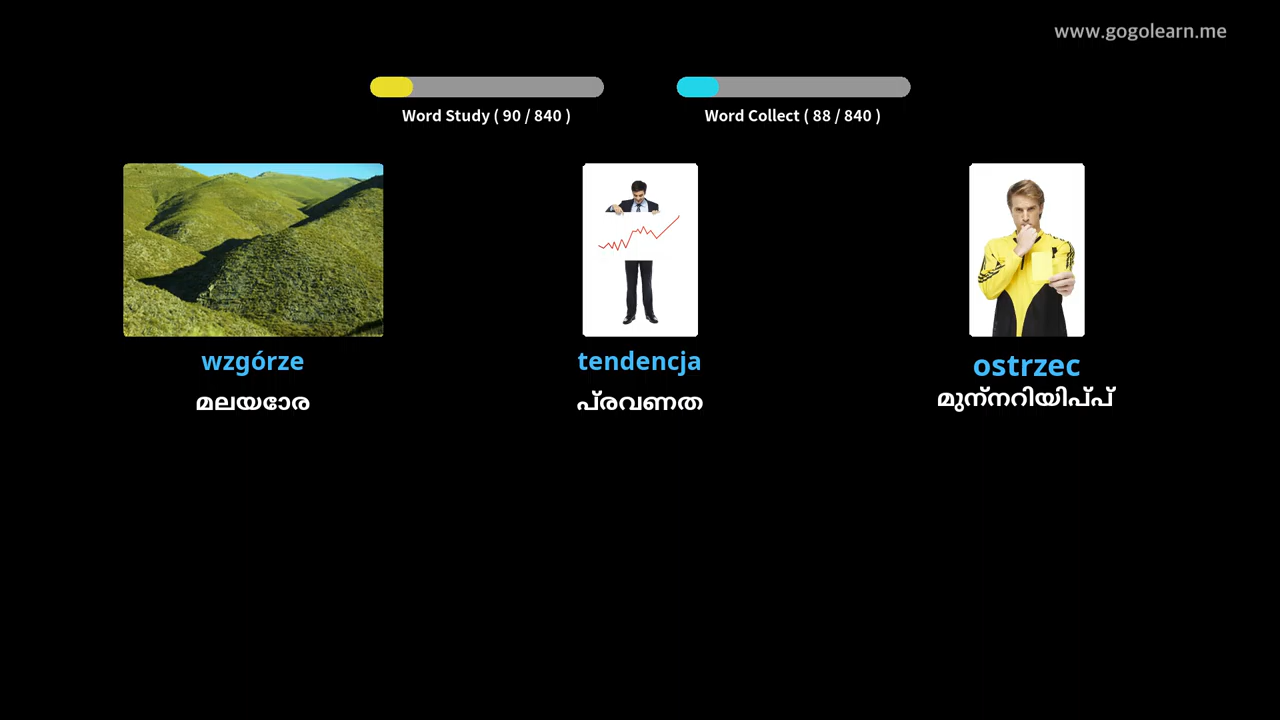 www.gogolearn.me
Word Study ( 90 / 840 )
Word Collect ( 88 / 840 )
wzgórze
tendencja
ostrzec
മലയോര
പ്രവണത
മുന്നറിയിപ്പ്